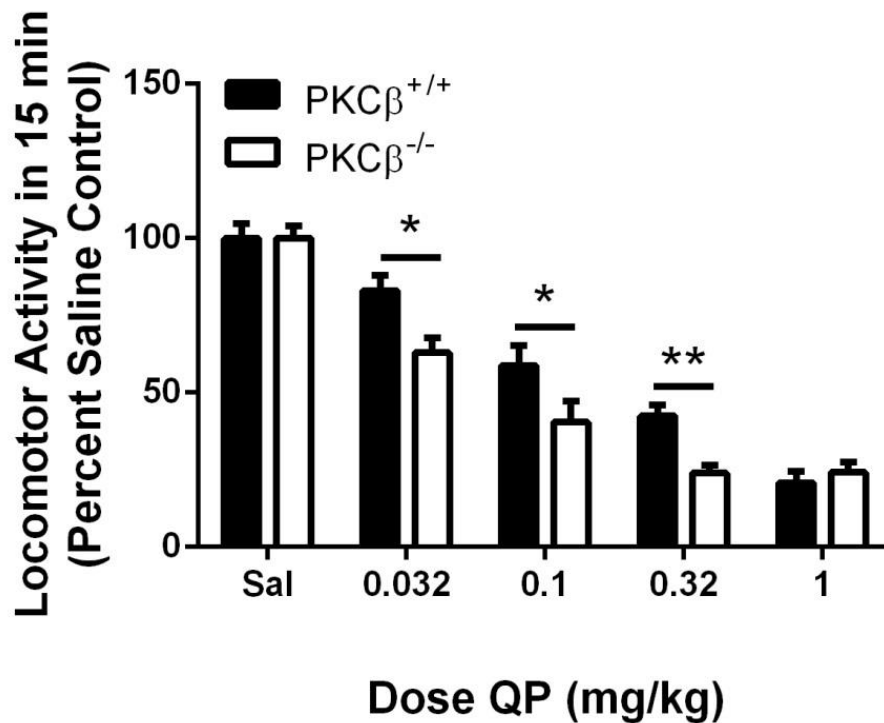 Locomotor Activity in 15 min
(Percent Saline Control)
150
100
50
0
PKCβ+/+
PKCβ-/-
*
*
**
Sal 0.032 0.1 0.32 1
Dose QP (mg/kg)